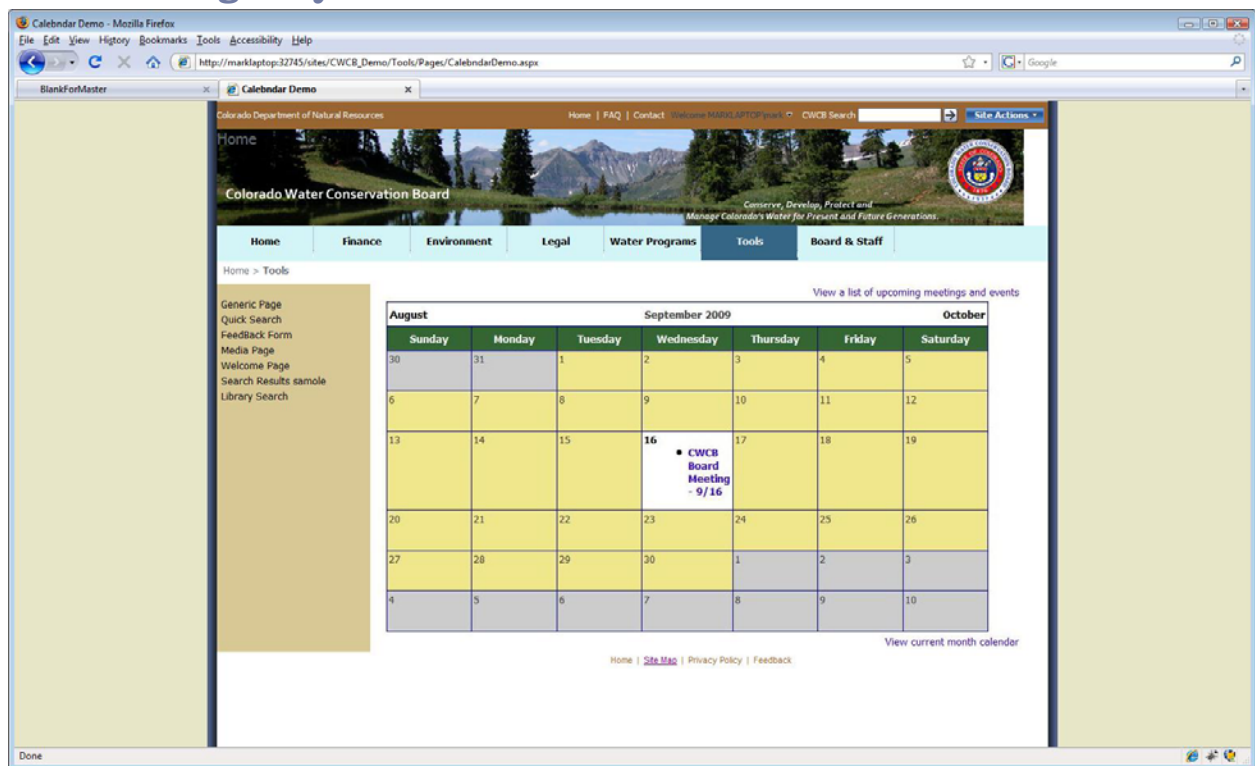 Calebndar Demo - Mozilla Firefox
File Edit View History Bookmarks Tools Accessibility Help
http://marklaptop:32745/sites/CWCB_Demo/Tools/Pages/CalebndarDemo.aspx
Google
BlankForMaster
Calebndar Demo
Colorado Department of Natural Resources
Home | FAQ | Contact Welcome MARKLAPTOP\mark CWCB Search
Site Actions
Home
Colorado Water Conservation Board
Conserve, Develop, Protect and
Manage Colorado's Water for Present and Future Generations.
Home Finance Environment Legal Water Programs Tools Board & Staff
Home > Tools
Generic Page
Quick Search
FeedBack Form
Media Page
Welcome Page
Search Results samole
Library Search
View a list of upcoming meetings and events
August September 2009 October
Sunday Monday Tuesday Wednesday Thursday Friday Saturday
30 31 1 2 3 4 5
6 7 8 9 10 11 12
13 14 15 16 17 18 19
• CWCB
Board
Meeting
- 9/16
20 21 22 23 24 25 26
27 28 29 30 1 2 3
4 5 6 7 8 9 10
View current month calendar
Home | Site Map | Privacy Policy | Feedback
Done